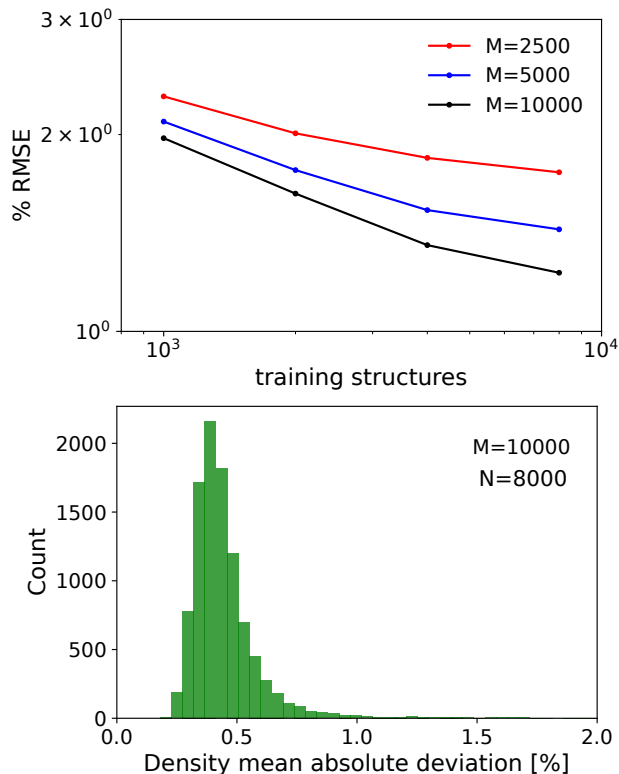 3 × 10⁰
M=2500
M=5000
M=10000
2 × 10⁰
% RMSE
10⁰
10³
10⁴
training structures
2000
M=10000
N=8000
1500
Count
1000
500
0
0.0
0.5
1.0
1.5
2.0
Density mean absolute deviation [%]